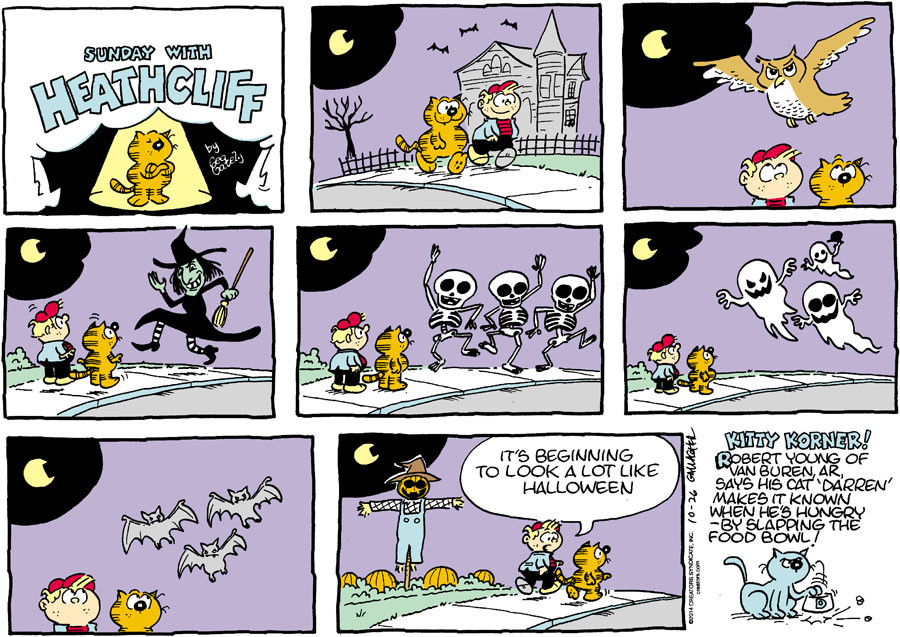 SUNDAY WITH
HEATHCLIFF
by
Geo
Gately
IT'S BEGINNING
TO LOOK A LOT LIKE
HALLOWEEN
10-26 GALLAGHER
©2014 CREATORS SYNDICATE, INC.
creators.com
KITTY KORNER!
ROBERT YOUNG OF
VAN BUREN, AR,
SAYS HIS CAT 'DARREN'
MAKES IT KNOWN
WHEN HE'S HUNGRY
-BY SLAPPING THE
FOOD BOWL!